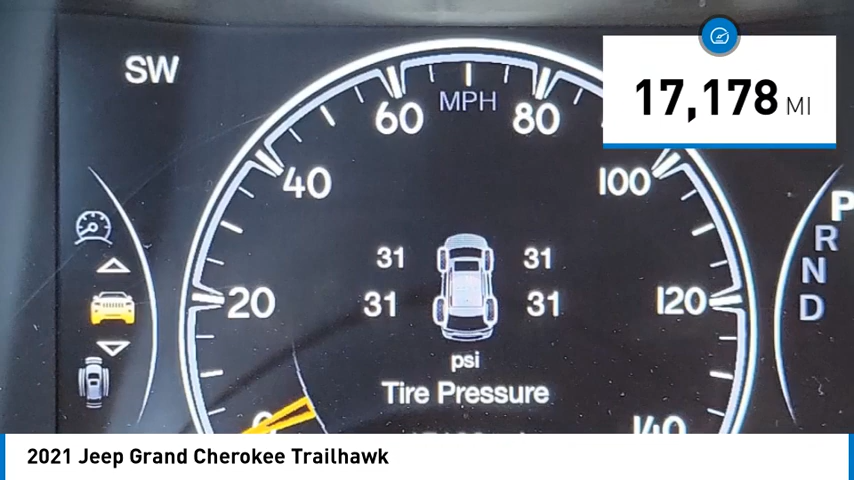 SW
17,178 MI
MPH
60 80
40 100
P
R
N
D
31 31
31 31
20 120
psi
Tire Pressure
140
2021 Jeep Grand Cherokee Trailhawk